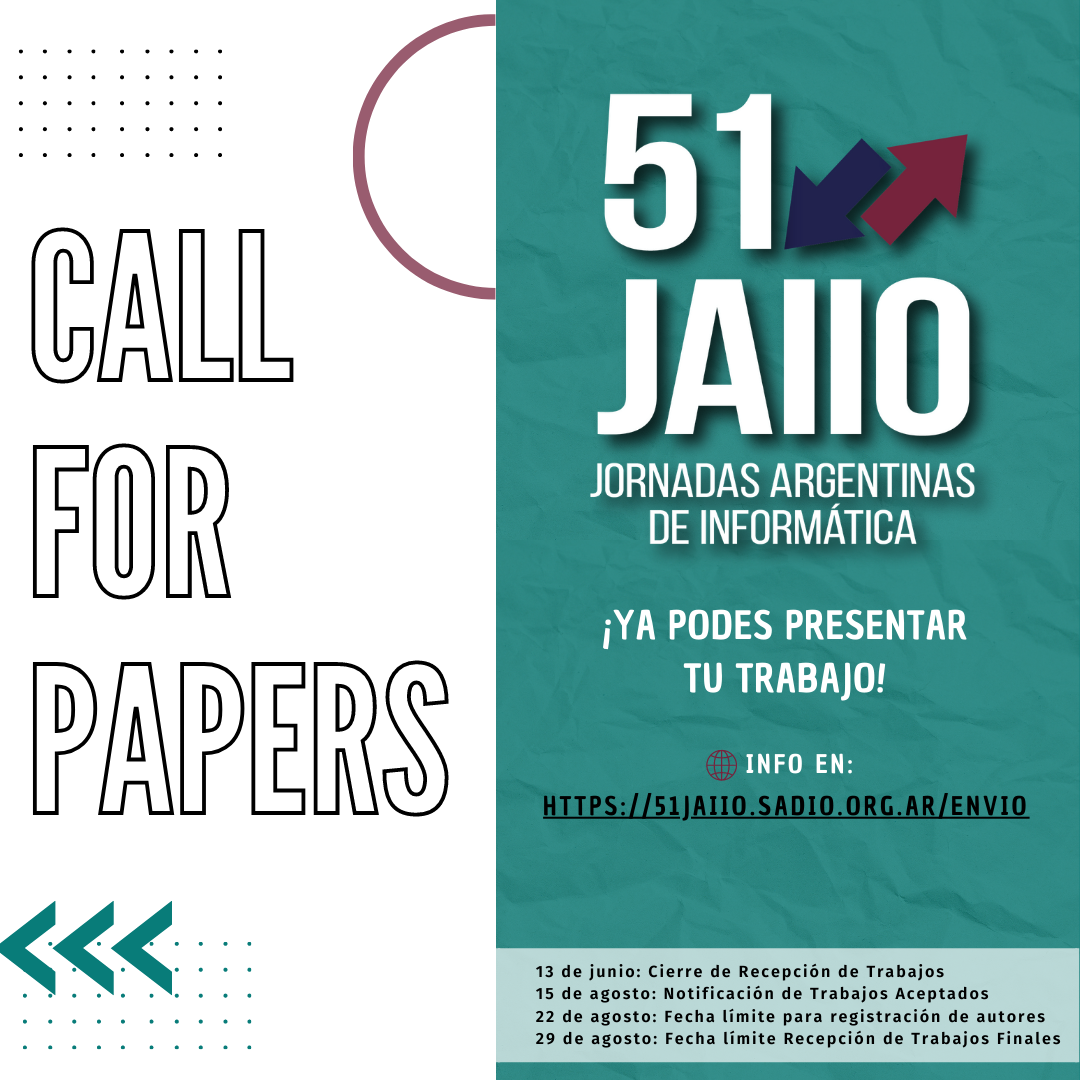 CALL
FOR
PAPERS
51
JAIIO
JORNADAS ARGENTINAS
DE INFORMÁTICA
¡YA PODES PRESENTAR
TU TRABAJO!
INFO EN:
HTTPS://51JAIIO.SADIO.ORG.AR/ENVIO
13 de junio: Cierre de Recepción de Trabajos
15 de agosto: Notificación de Trabajos Aceptados
22 de agosto: Fecha límite para registración de autores
29 de agosto: Fecha límite Recepción de Trabajos Finales